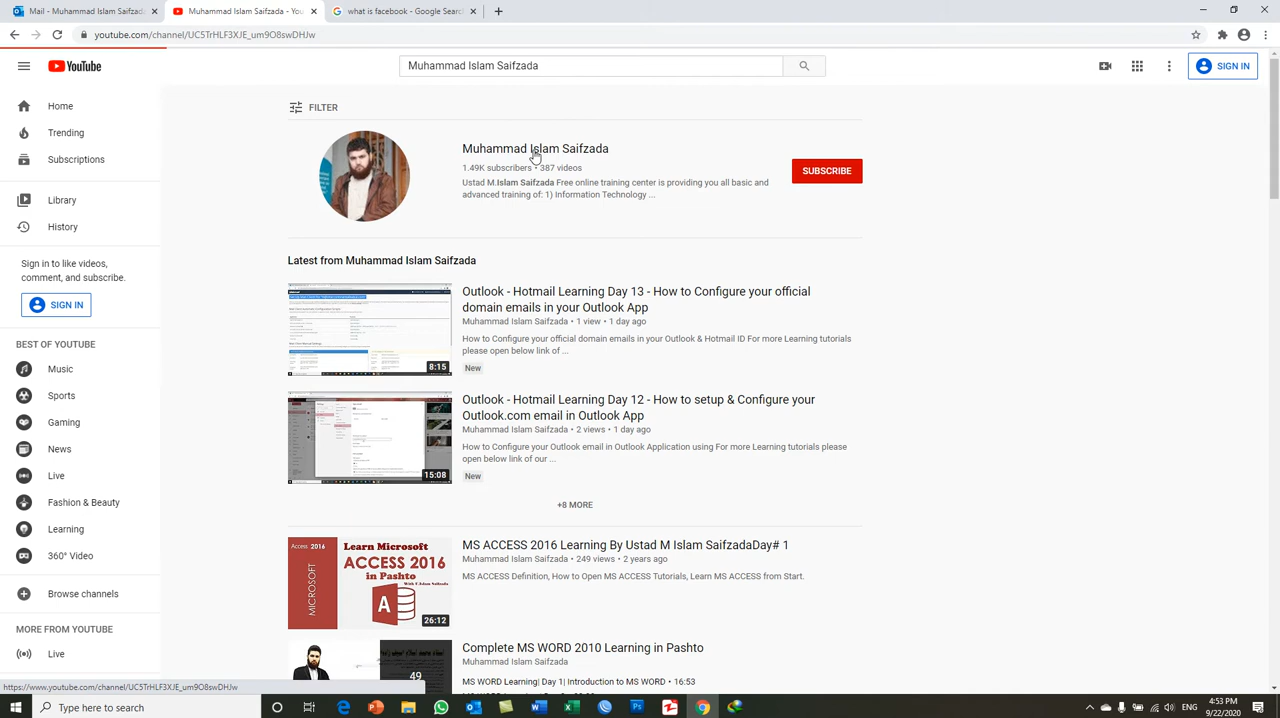 Mail - Muhammad Islam Saifzada
Muhammad Islam Saifzada - You
what is facebook - Google Search
youtube.com/channel/UC5TrHLF3XJE_um9O8swDHJw
YouTube
Muhammad Islam Saifzada
SIGN IN
Home
Trending
Subscriptions
Library
History
Sign in to like videos,
comment, and subscribe.
SIGN IN
BEST OF YOUTUBE
Music
Sports
Gaming
News
Live
Fashion & Beauty
Learning
360° Video
Browse channels
MORE FROM YOUTUBE
Live
https://www.youtube.com/channel/UC5TrHLF3XJE_um9O8swDHJw
FILTER
Muhammad Islam Saifzada
1.49K subscribers • 387 videos
Ustad M.Islam Saifzada Free online training center is providing you all basic and
advanced training of: 1) Information Technology ...
SUBSCRIBE
Latest from Muhammad Islam Saifzada
Outlook - Hotmail Learning Day 13 - How to Configure your official
domain emails in your Outlook App
Muhammad Islam Saifzada • 1 view • 1 day ago
How to Configure your official domain emails in your Outlook & Hotmail ID For more Learning tutorials
please open below link of our ...
New
8:15
Outlook - Hotmail Learning Day 12 - How to setup & Configure your
Hotmail email in Outlook App
Muhammad Islam Saifzada • 2 views • 1 day ago
How to Configure your Hotmail email in your Application using For more Learning tutorials please
open below link of our ...
New
15:08
+8 MORE
Access 2016
MICROSOFT
Learn Microsoft
ACCESS 2016
in Pashto
With U.Islam Saifzada
A
26:12
MS ACCESS 2016 Learning By Ustad M Islam SaifzadaDay# 1
Muhammad Islam Saifzada • 249 views • 2 years ago
MS ACCESS Definition, How to Open MS ACCESS Tutorials, Learn MS ACCESS from Start.
49
Complete MS WORD 2010 Learning in Pashto
Muhammad Islam Saifzada
MS WORD Learning| Day 1| Introduction to MS WORD • 16:53
Type here to search
ENG
4:53 PM
9/22/2020